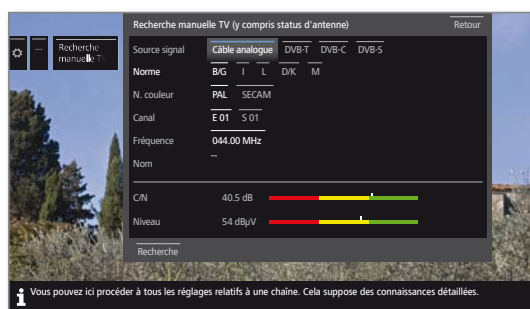 Recherche manuelle TV (y compris status d'antenne) Retour
... Recherche
manuelle TV
Source signal Câble analogue DVB-T DVB-C DVB-S
Norme B/G I L D/K M
N. couleur PAL SECAM
Canal E 01 S 01
Fréquence 044.00 MHz
Nom –
C/N 40.5 dB
Niveau 54 dBµV
Recherche
Vous pouvez ici procéder à tous les réglages relatifs à une chaîne. Cela suppose des connaissances détaillées.